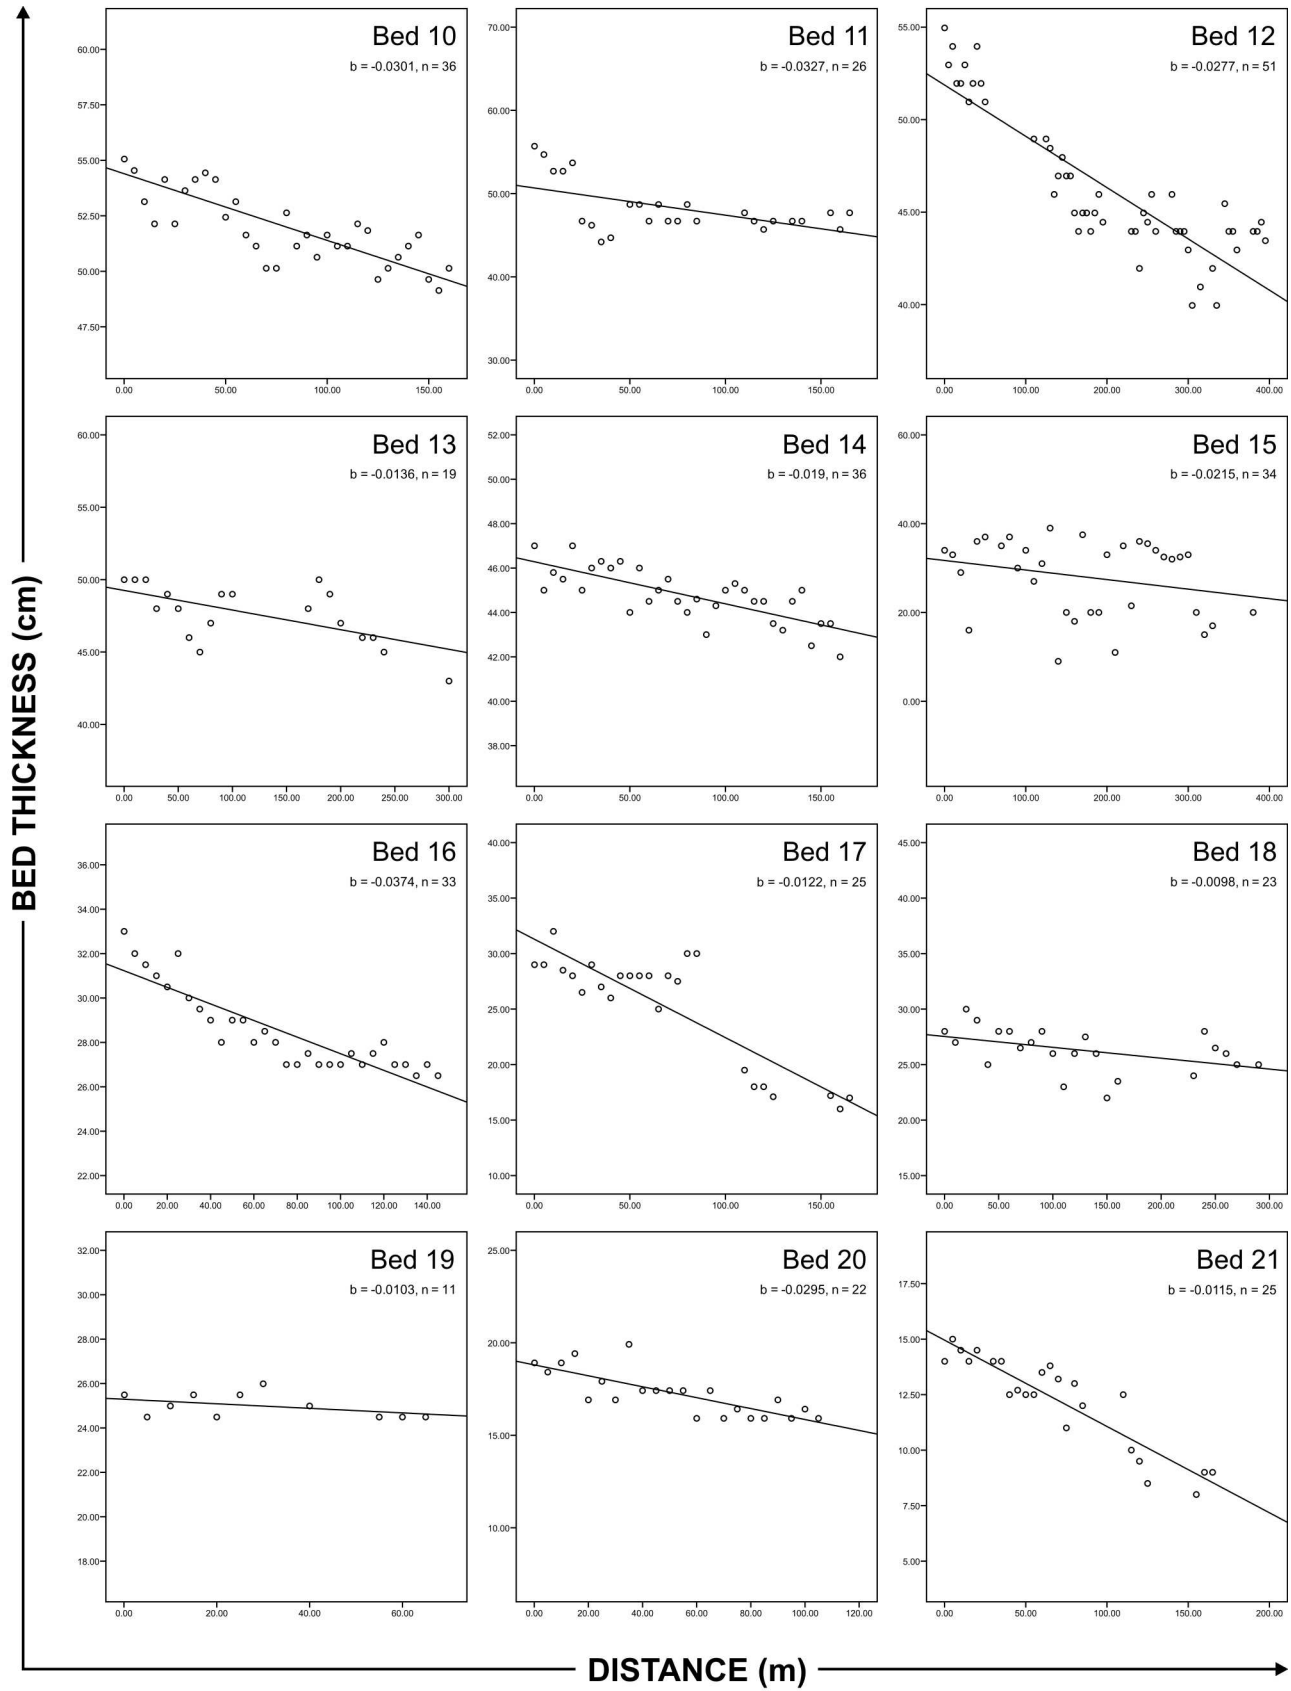 BED THICKNESS (cm)
Bed 10
b = -0.0301, n = 36
60.00
57.50
55.00
52.50
50.00
47.50
0.00 50.00 100.00 150.00
Bed 11
b = -0.0327, n = 26
70.00
60.00
50.00
40.00
30.00
0.00 50.00 100.00 150.00
Bed 12
b = -0.0277, n = 51
55.00
50.00
45.00
40.00
0.00 100.00 200.00 300.00 400.00
Bed 13
b = -0.0136, n = 19
60.00
55.00
50.00
45.00
40.00
0.00 50.00 100.00 150.00 200.00 250.00 300.00
Bed 14
b = -0.019, n = 36
52.00
50.00
48.00
46.00
44.00
42.00
40.00
38.00
0.00 50.00 100.00 150.00
Bed 15
b = -0.0215, n = 34
60.00
40.00
20.00
0.00
0.00 100.00 200.00 300.00 400.00
Bed 16
b = -0.0374, n = 33
36.00
34.00
32.00
30.00
28.00
26.00
24.00
22.00
0.00 20.00 40.00 60.00 80.00 100.00 120.00 140.00
Bed 17
b = -0.0122, n = 25
40.00
35.00
30.00
25.00
20.00
15.00
10.00
0.00 50.00 100.00 150.00
Bed 18
b = -0.0098, n = 23
45.00
40.00
35.00
30.00
25.00
20.00
15.00
0.00 50.00 100.00 150.00 200.00 250.00 300.00
Bed 19
b = -0.0103, n = 11
32.00
30.00
28.00
26.00
24.00
22.00
20.00
18.00
0.00 20.00 40.00 60.00
Bed 20
b = -0.0295, n = 22
25.00
20.00
15.00
10.00
0.00 20.00 40.00 60.00 80.00 100.00 120.00
Bed 21
b = -0.0115, n = 25
17.50
15.00
12.50
10.00
7.50
5.00
0.00 50.00 100.00 150.00 200.00
DISTANCE (m)